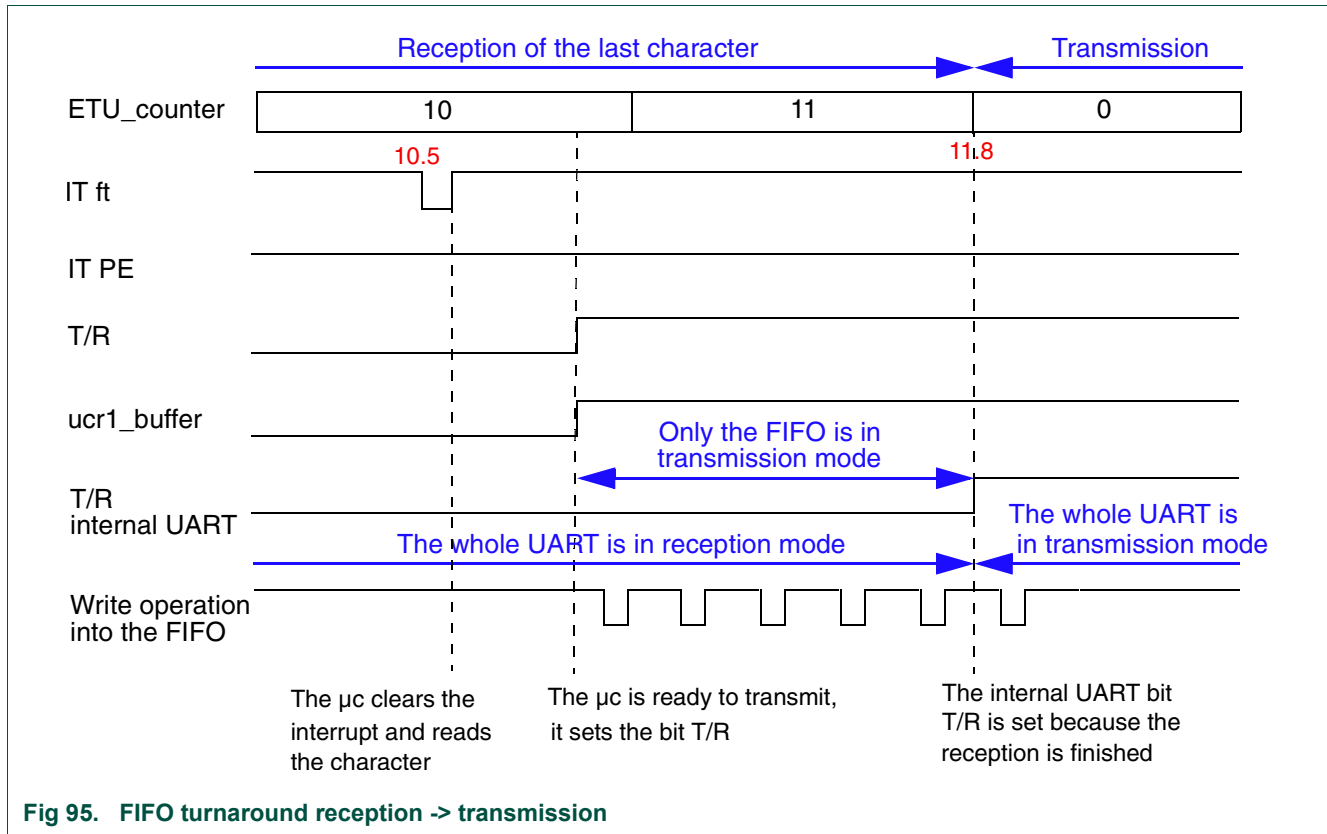 Reception of the last character
Transmission
ETU_counter
10
11
0
10.5
11.8
IT ft
IT PE
T/R
ucr1_buffer
Only the FIFO is in
transmission mode
T/R
internal UART
The whole UART is in reception mode
The whole UART is
in transmission mode
Write operation
into the FIFO
The µc clears the
interrupt and reads
the character
The µc is ready to transmit,
it sets the bit T/R
The internal UART bit
T/R is set because the
reception is finished
Fig 95. FIFO turnaround reception -> transmission